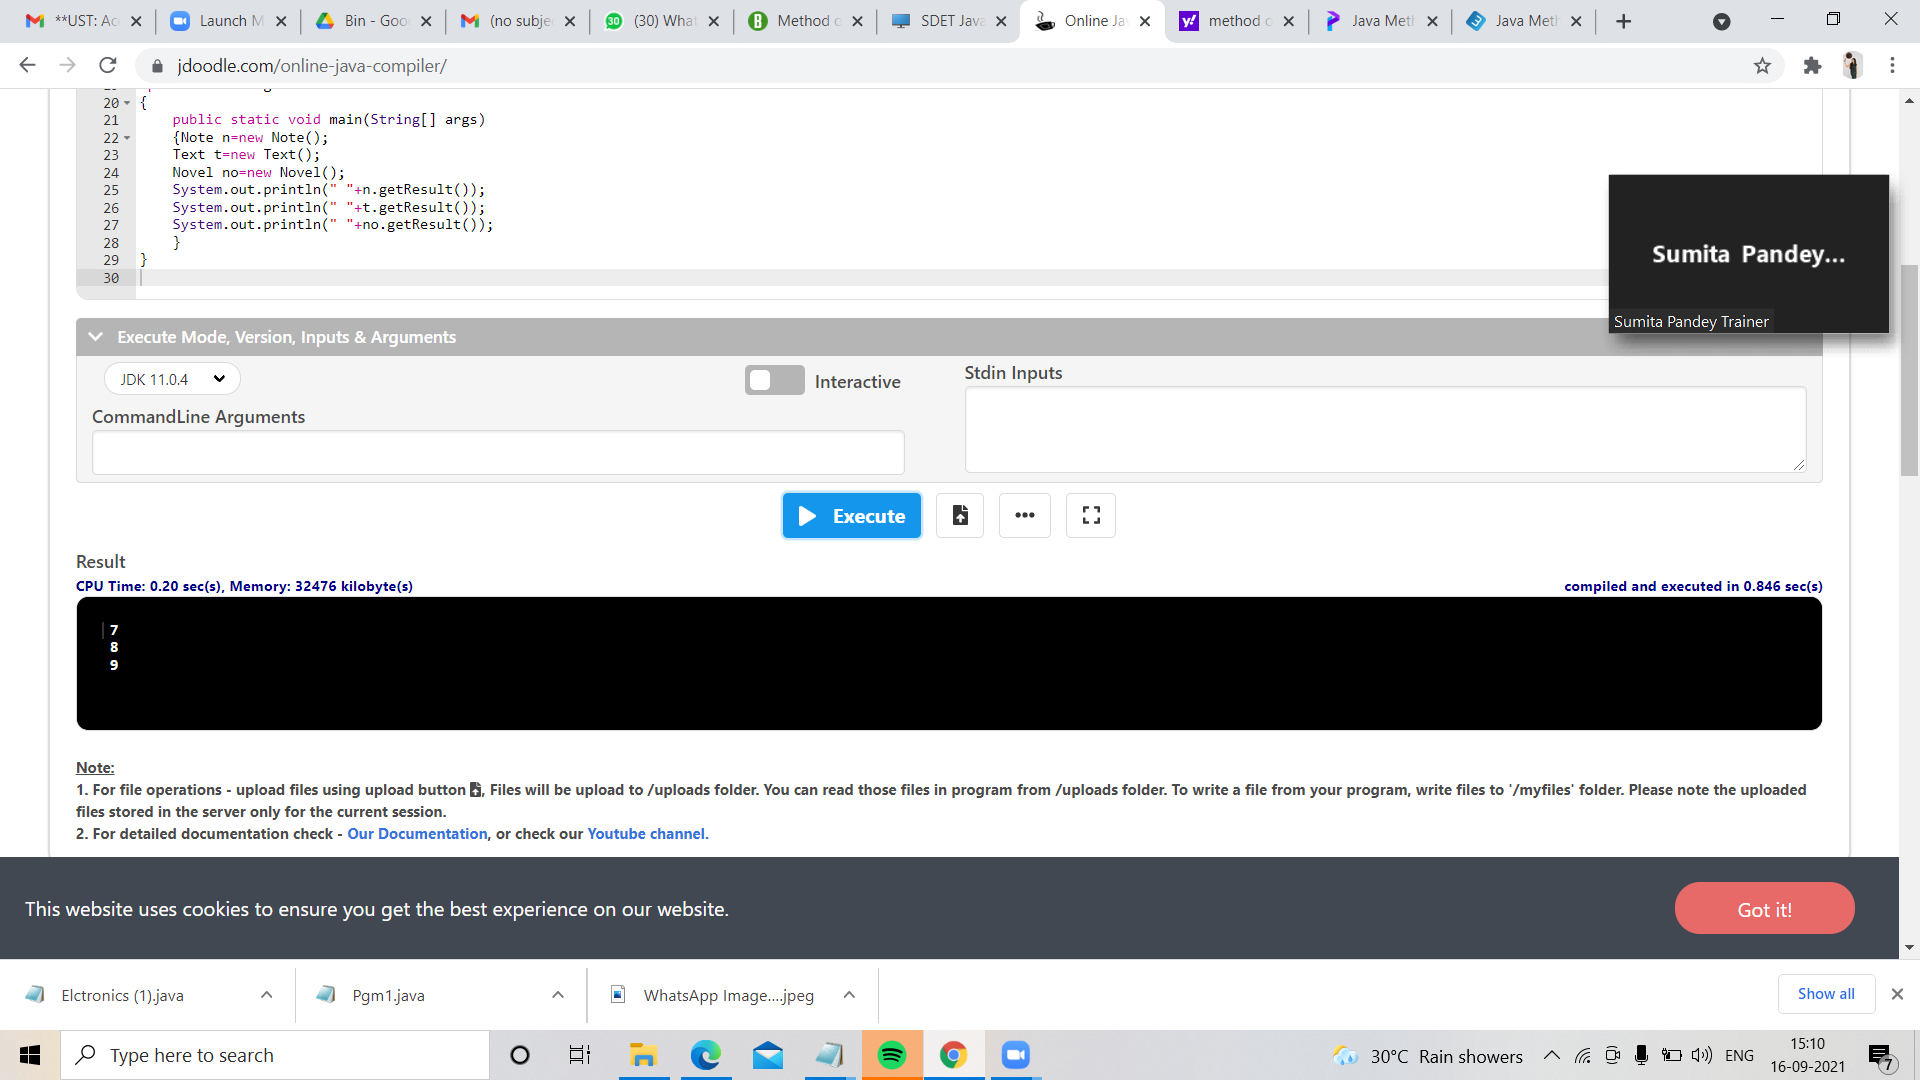 **UST: Ac
Launch M
Bin - Goo
(no subje
(30) What
Method o
SDET Java
Online Ja
method o
Java Meth
Java Meth
jdoodle.com/online-java-compiler/
20 {
21 public static void main(String[] args)
22 {Note n=new Note();
23 Text t=new Text();
24 Novel no=new Novel();
25 System.out.println(" "+n.getResult());
26 System.out.println(" "+t.getResult());
27 System.out.println(" "+no.getResult());
28 }
29 }
30
Sumita Pandey...
Sumita Pandey Trainer
Execute Mode, Version, Inputs & Arguments
JDK 11.0.4
Interactive
Stdin Inputs
CommandLine Arguments
Execute
Result
CPU Time: 0.20 sec(s), Memory: 32476 kilobyte(s)
compiled and executed in 0.846 sec(s)
7
8
9
Note:
1. For file operations - upload files using upload button , Files will be upload to /uploads folder. You can read those files in program from /uploads folder. To write a file from your program, write files to '/myfiles' folder. Please note the uploaded
files stored in the server only for the current session.
2. For detailed documentation check - Our Documentation, or check our Youtube channel.
This website uses cookies to ensure you get the best experience on our website.
Got it!
Elctronics (1).java
Pgm1.java
WhatsApp Image....jpeg
Show all
Type here to search
30°C Rain showers
ENG
15:10
16-09-2021
7